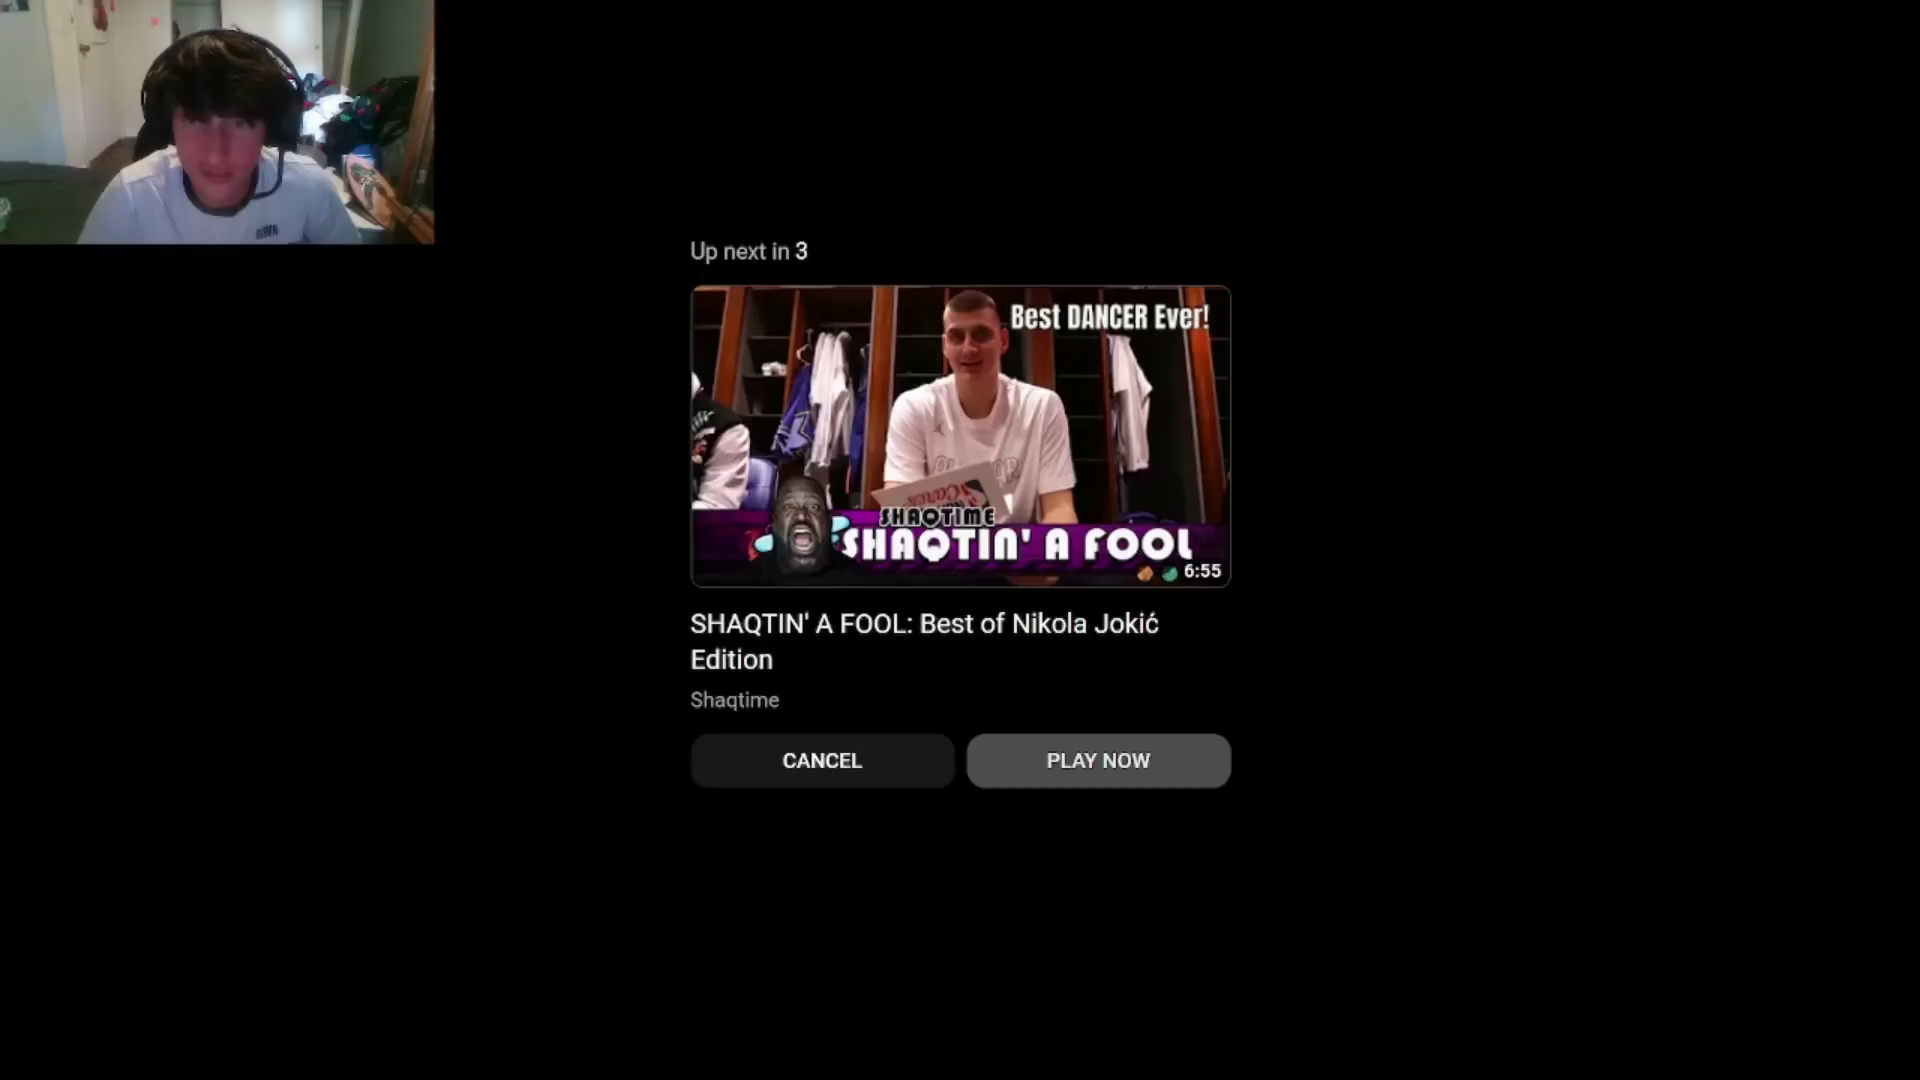 Up next in 3
Best DANCER Ever!
Cares
SHAQTIME
SHAQTIN' A FOOL
6:55
SHAQTIN' A FOOL: Best of Nikola Jokić
Edition
Shaqtime
CANCEL
PLAY NOW